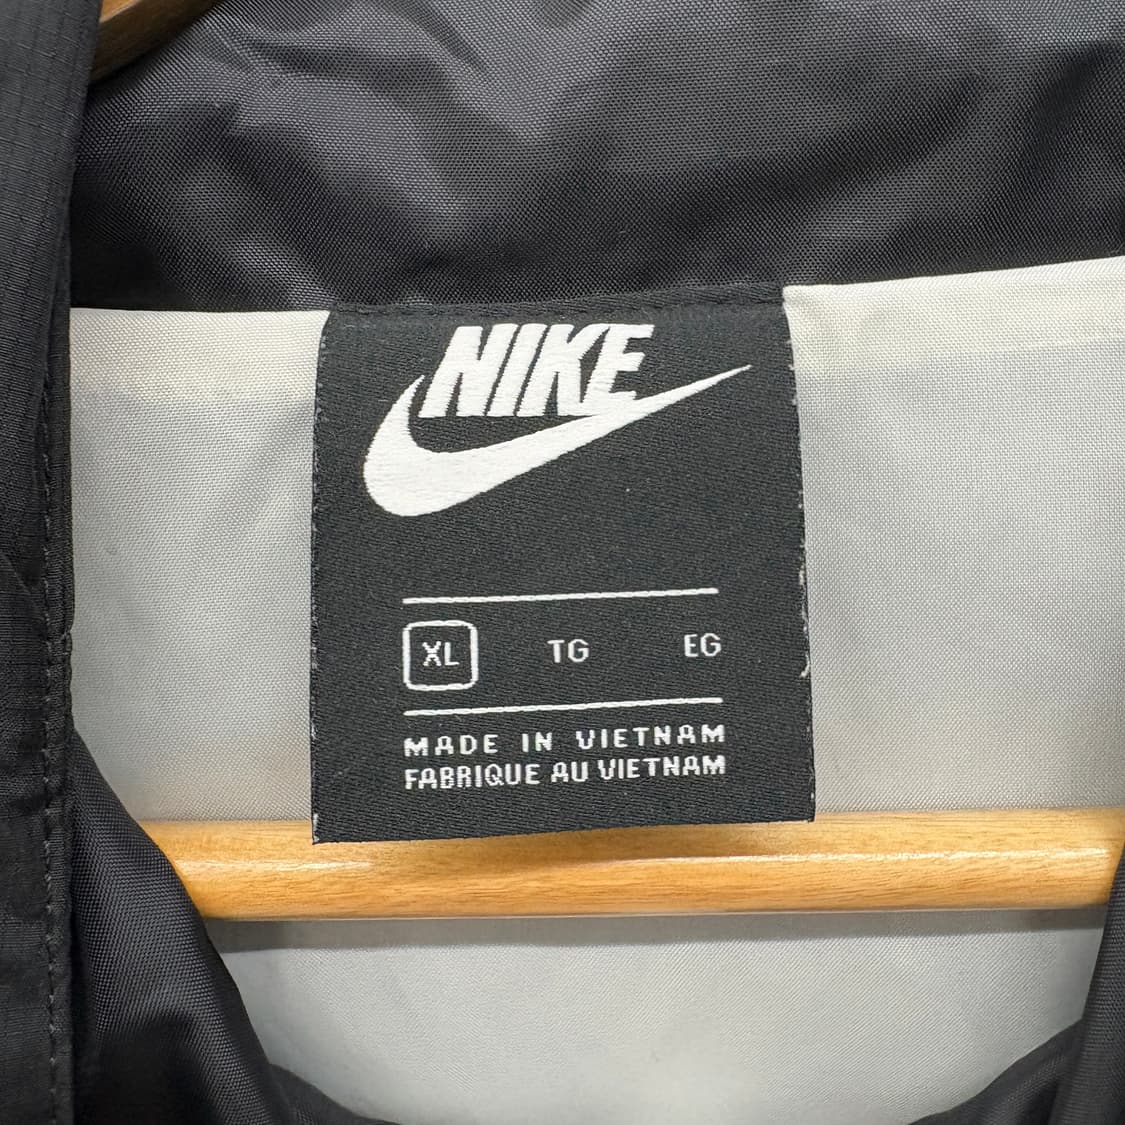 NIKE
XL TG EG
MADE IN VIETNAM
FABRIQUE AU VIETNAM